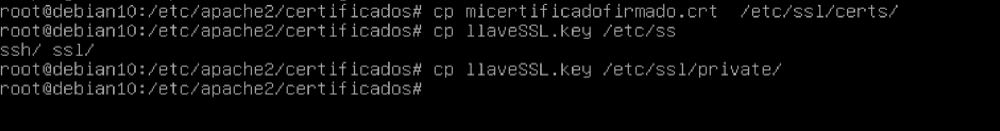 root@debian10:/etc/apache2/certificados# cp micertificadofirmado.crt  /etc/ssl/certs/
root@debian10:/etc/apache2/certificados# cp llaveSSL.key /etc/ss
ssh/ ssl/
root@debian10:/etc/apache2/certificados# cp llaveSSL.key /etc/ssl/private/
root@debian10:/etc/apache2/certificados#